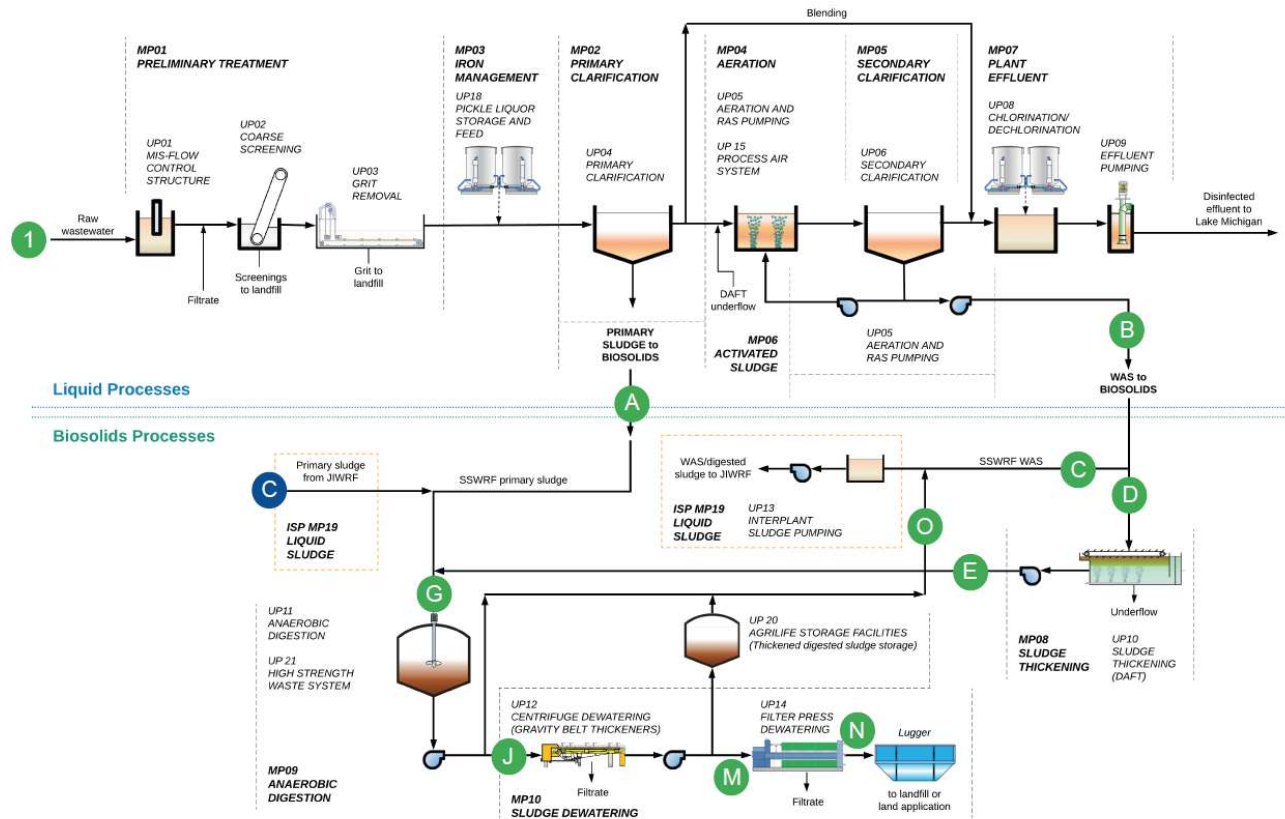 Blending
MP01
PRELIMINARY TREATMENT
MP03
IRON
MANAGEMENT
MP02
PRIMARY
CLARIFICATION
MP04
AERATION
MP05
SECONDARY
CLARIFICATION
MP07
PLANT
EFFLUENT
UP18
PICKLE LIQUOR
STORAGE AND
FEED
UP05
AERATION AND
RAS PUMPING
UP 15
PROCESS AIR
SYSTEM
UP08
CHLORINATION/
DECHLORINATION
UP01
MIS-FLOW
CONTROL
STRUCTURE
UP02
COARSE
SCREENING
UP03
GRIT
REMOVAL
UP04
PRIMARY
CLARIFICATION
UP06
SECONDARY
CLARIFICATION
UP09
EFFLUENT
PUMPING
Disinfected
effluent to
Lake Michigan
1
Raw
wastewater
Filtrate
Screenings
to landfill
Grit to
landfill
DAFT
underflow
PRIMARY
SLUDGE to
BIOSOLIDS
MP06
ACTIVATED
SLUDGE
UP05
AERATION AND
RAS PUMPING
B
WAS to
BIOSOLIDS
Liquid Processes
A
Biosolids Processes
C
Primary sludge
from JIWRF
SSWRF primary sludge
ISP MP19
LIQUID
SLUDGE
WAS/digested
sludge to JIWRF
SSWRF WAS
C
D
ISP MP19
LIQUID
SLUDGE
UP13
INTERPLANT
SLUDGE PUMPING
O
E
G
Underflow
MP08
SLUDGE
THICKENING
UP10
SLUDGE
THICKENING
(DAFT)
UP11
ANAEROBIC
DIGESTION
UP 21
HIGH STRENGTH
WASTE SYSTEM
UP 20
AGRILIFE STORAGE FACILITIES
(Thickened digested sludge storage)
UP12
CENTRIFUGE DEWATERING
(GRAVITY BELT THICKENERS)
UP14
FILTER PRESS
DEWATERING
N
Lugger
J
M
MP09
ANAEROBIC
DIGESTION
Filtrate
MP10
SLUDGE DEWATERING
Filtrate
to landfill or
land application